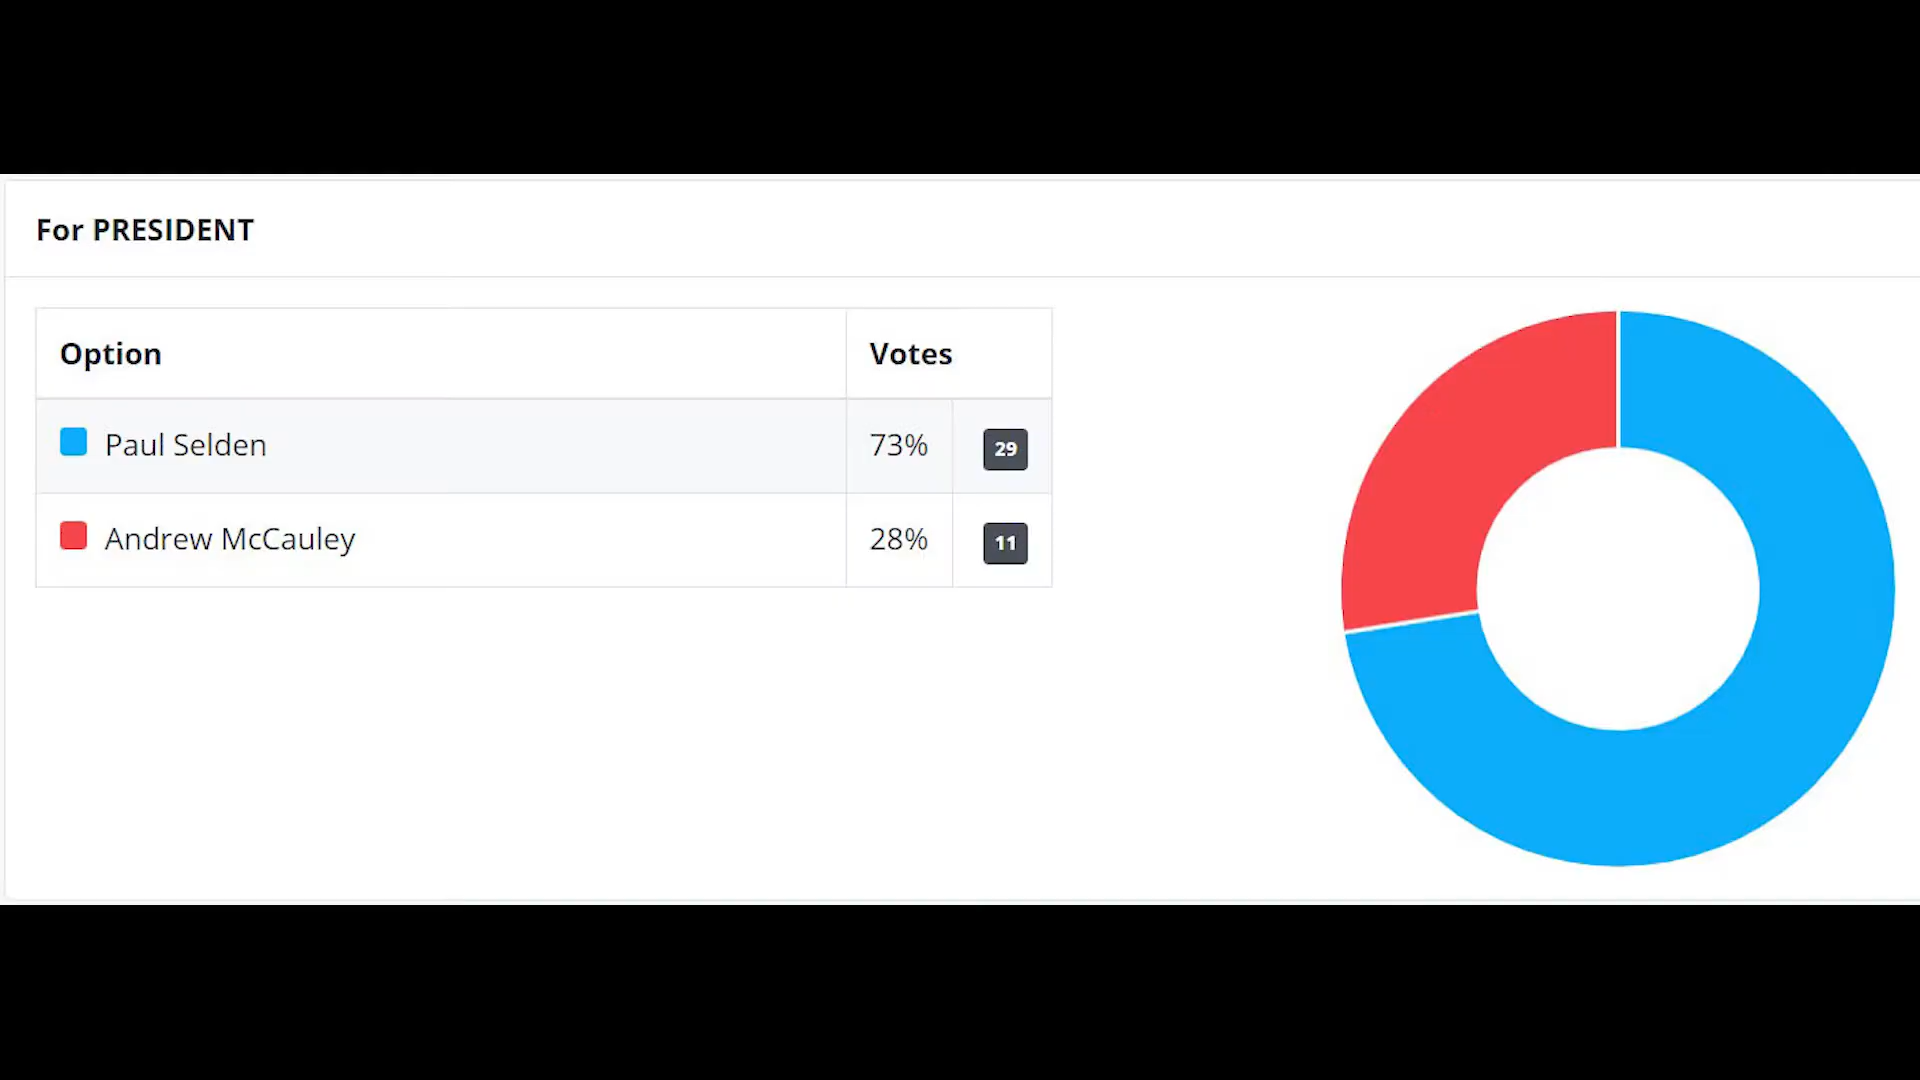 For PRESIDENT
Option Votes
Paul Selden 73% 29
Andrew McCauley 28% 11